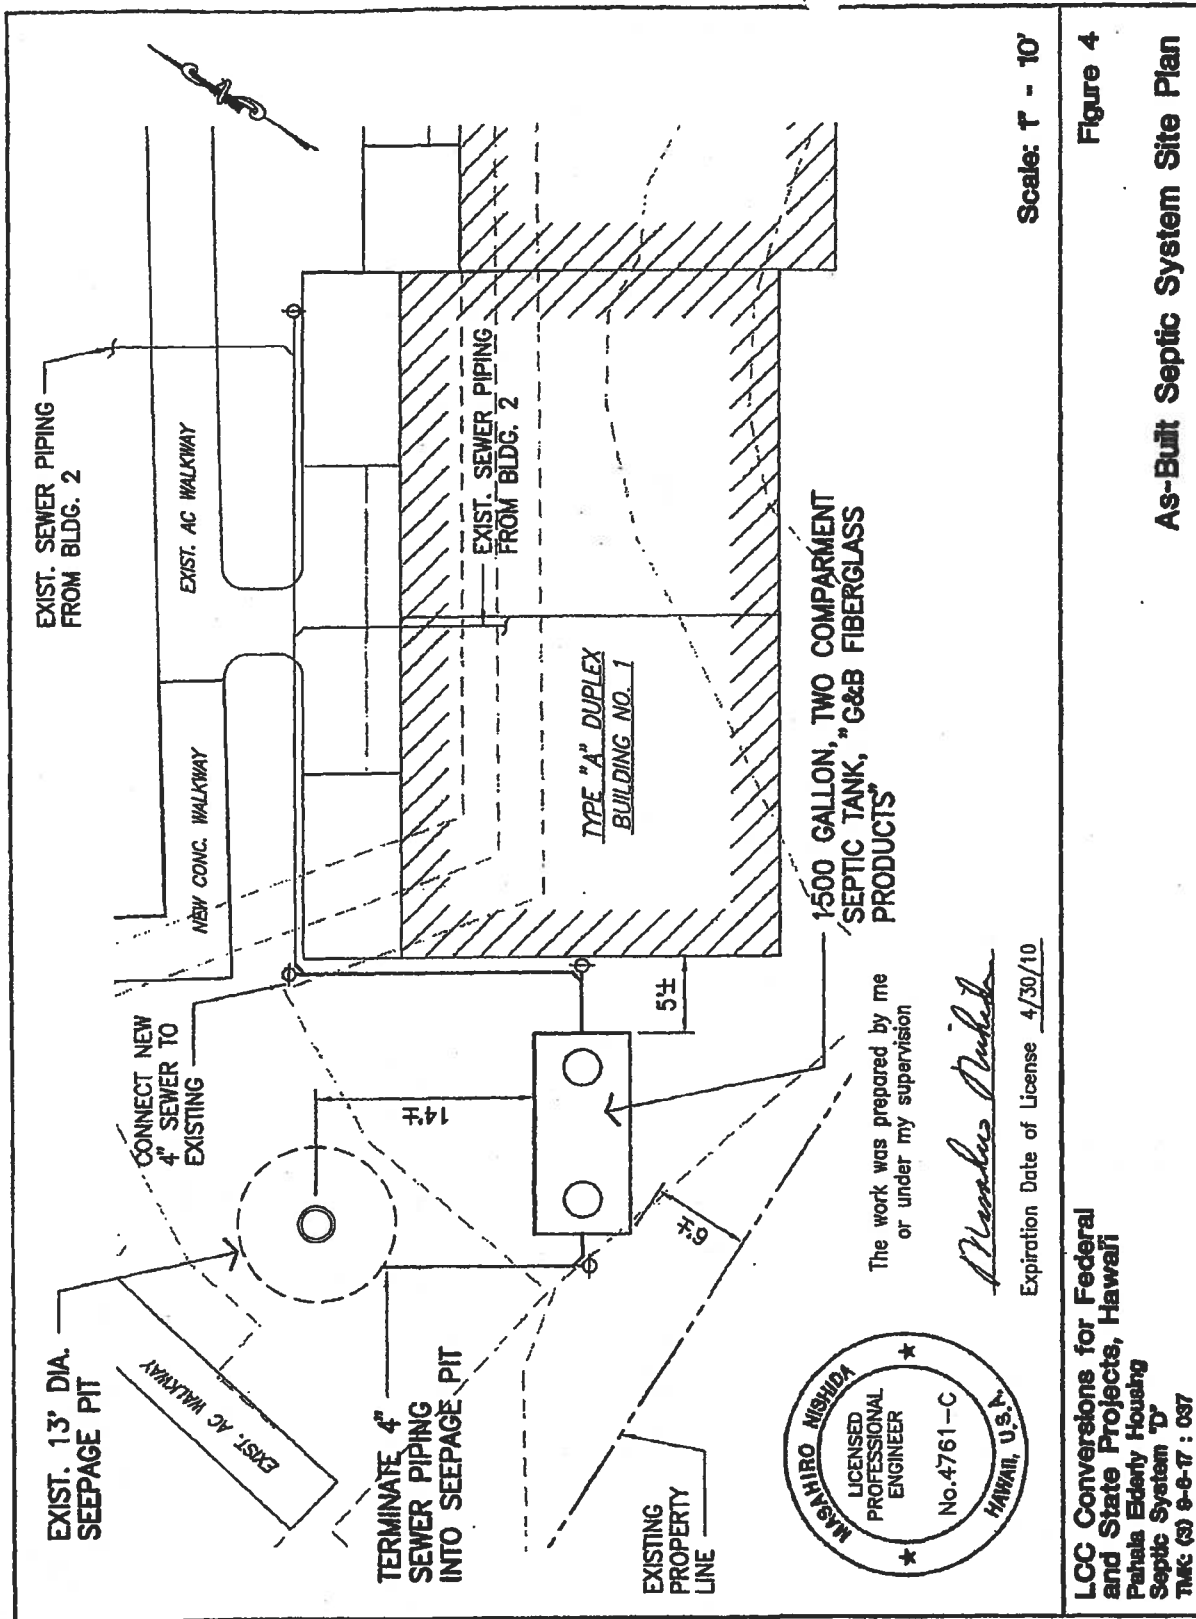 EXIST. 13' DIA.
SEEPAGE PIT
EXIST. AC WALKWAY
TERMINATE 4"
SEWER PIPING
INTO SEEPAGE PIT
EXISTING
PROPERTY
LINE
CONNECT NEW
4" SEWER TO
EXISTING
NEW CONC. WALKWAY
EXIST. AC WALKWAY
EXIST. SEWER PIPING
FROM BLDG. 2
EXIST. SEWER PIPING
FROM BLDG. 2
TYPE "A" DUPLEX
BUILDING NO. 1
14'±
5'±
6'±
1500 GALLON, TWO COMPARMENT
SEPTIC TANK, "G&B FIBERGLASS
PRODUCTS"
MASAHIRO NISHIDA
LICENSED
PROFESSIONAL
ENGINEER
No.4761-C
HAWAII, U.S.A.
The work was prepared by me
or under my supervision
Masahiro Nishida
Expiration Date of License 4/30/10
Scale: 1" - 10'
LCC Conversions for Federal
and State Projects, Hawaii
Pahala Elderly Housing
Septic System "D"
TMK: (3) 9-6-17 : 037
Figure 4
As-Built Septic System Site Plan